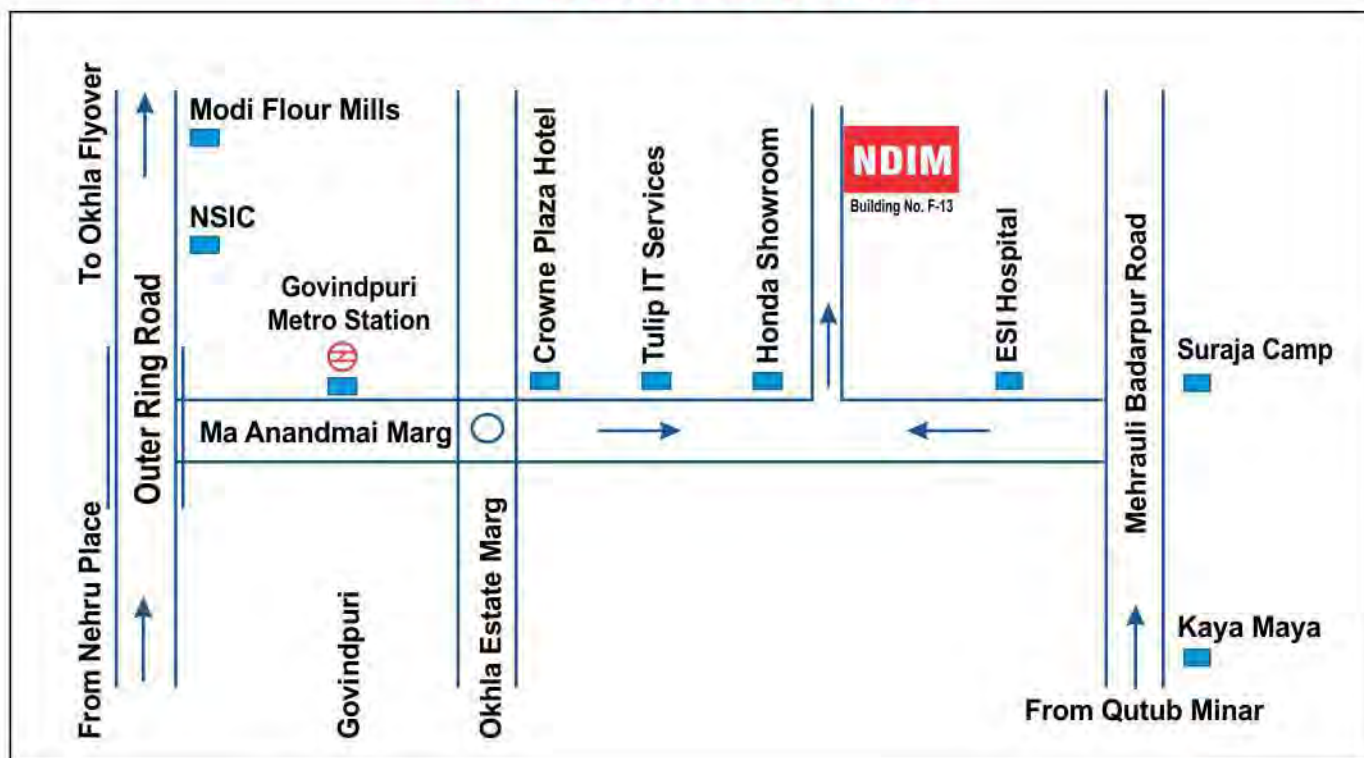 To Okhla Flyover
Outer Ring Road
From Nehru Place
Modi Flour Mills
NSIC
Govindpuri
Metro Station
Ma Anandmai Marg
Govindpuri
Okhla Estate Marg
Crowne Plaza Hotel
Tulip IT Services
Honda Showroom
NDIM
Building No. F-13
ESI Hospital
Mehrauli Badarpur Road
Suraja Camp
Kaya Maya
From Qutub Minar